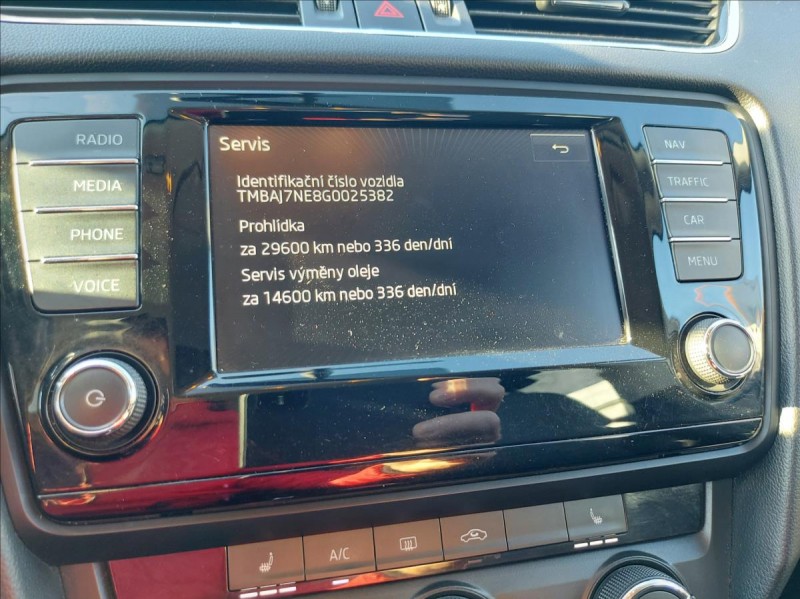 RADIO
MEDIA
PHONE
VOICE
Servis
Identifikační číslo vozidla
TMBAJ7NE8G0025382
Prohlídka
za 29600 km nebo 336 den/dní
Servis výměny oleje
za 14600 km nebo 336 den/dní
NAV
TRAFFIC
CAR
MENU
A/C